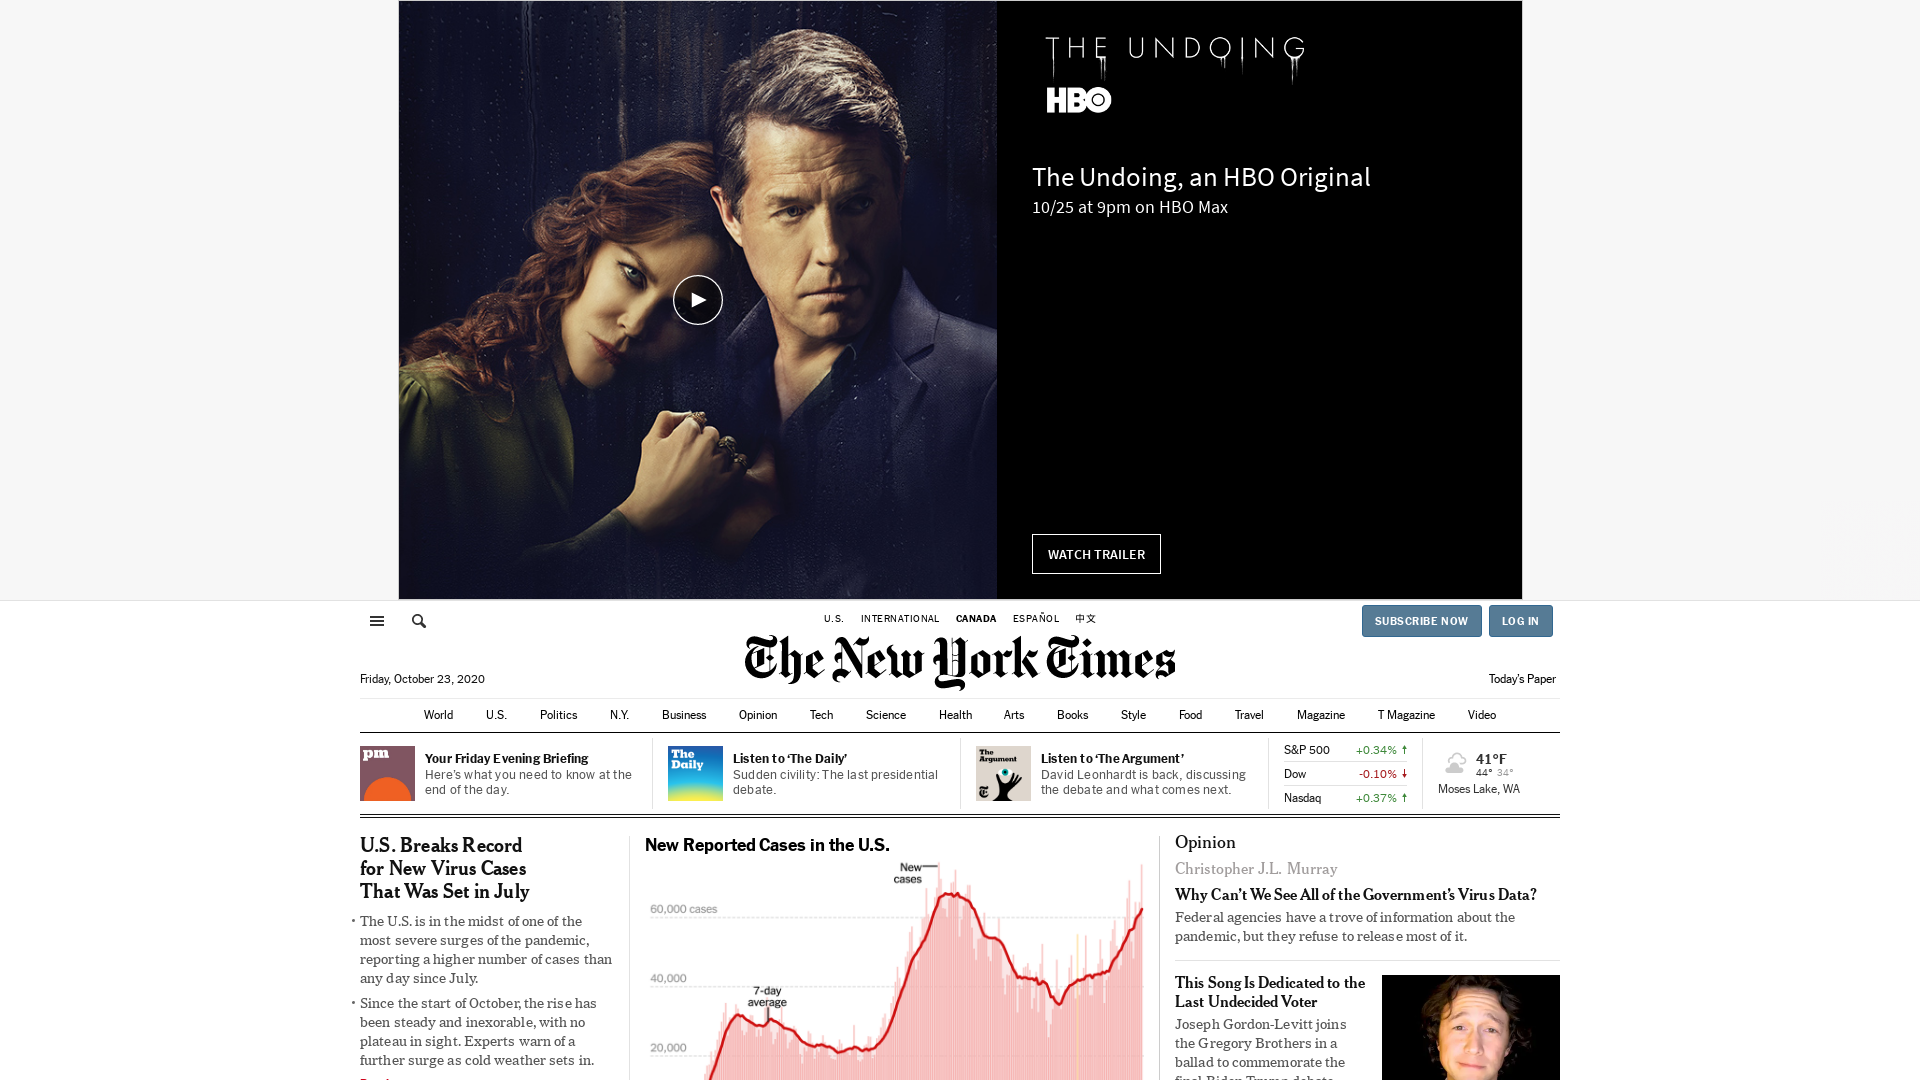 THE UNDOING
HBO
The Undoing, an HBO Original
10/25 at 9pm on HBO Max
WATCH TRAILER
U.S. INTERNATIONAL CANADA ESPAÑOL 中文
SUBSCRIBE NOW LOG IN
The New York Times
Friday, October 23, 2020
Today's Paper
World U.S. Politics N.Y. Business Opinion Tech Science Health Arts Books Style Food Travel Magazine T Magazine Video
pm
Your Friday Evening Briefing
Here's what you need to know at the
end of the day.
The
Daily
Listen to ‘The Daily’
Sudden civility: The last presidential
debate.
The
Argument
Listen to ‘The Argument’
David Leonhardt is back, discussing
the debate and what comes next.
S&P 500 +0.34% ↑
Dow -0.10% ↓
Nasdaq +0.37% ↑
41°F
44° 34°
Moses Lake, WA
U.S. Breaks Record
for New Virus Cases
That Was Set in July
• The U.S. is in the midst of one of the
most severe surges of the pandemic,
reporting a higher number of cases than
any day since July.
• Since the start of October, the rise has
been steady and inexorable, with no
plateau in sight. Experts warn of a
further surge as cold weather sets in.
New Reported Cases in the U.S.
New
cases
60,000 cases
40,000
7-day
average
20,000
Opinion
Christopher J.L. Murray
Why Can’t We See All of the Government’s Virus Data?
Federal agencies have a trove of information about the
pandemic, but they refuse to release most of it.
This Song Is Dedicated to the
Last Undecided Voter
Joseph Gordon-Levitt joins
the Gregory Brothers in a
ballad to commemorate the
final Biden-Trump debate.